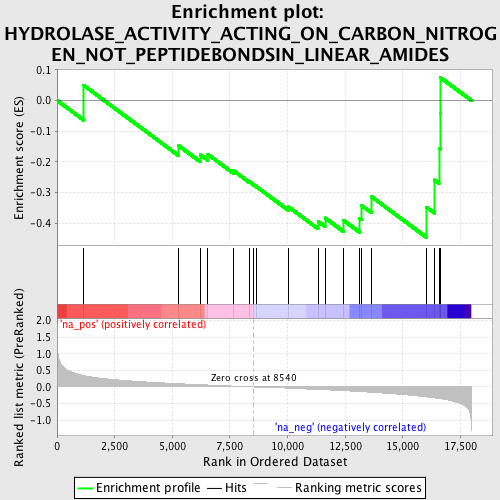 Enrichment plot:
HYDROLASE_ACTIVITY_ACTING_ON_CARBON_NITROG
EN_NOT_PEPTIDEBONDSIN_LINEAR_AMIDES
Enrichment score (ES)
0.1
0.0
-0.1
-0.2
-0.3
-0.4
'na_pos' (positively correlated)
Ranked list metric (PreRanked)
2.0
1.5
1.0
0.5
0.0
-0.5
-1.0
Zero cross at 8540
'na_neg' (negatively correlated)
0 2,500 5,000 7,500 10,000 12,500 15,000 17,500
Rank in Ordered Dataset
Enrichment profile Hits Ranking metric scores